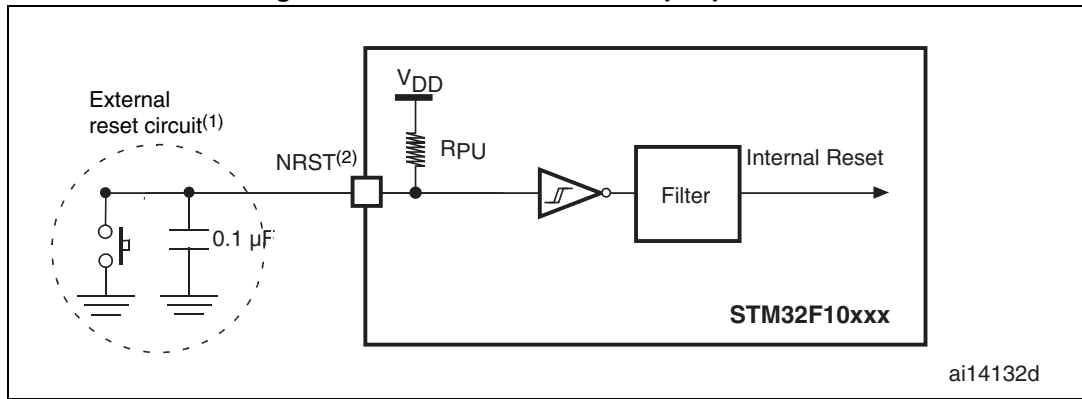 External
reset circuit(1)
NRST(2)
VDD
RPU
0.1 µF
Filter
Internal Reset
STM32F10xxx
ai14132d